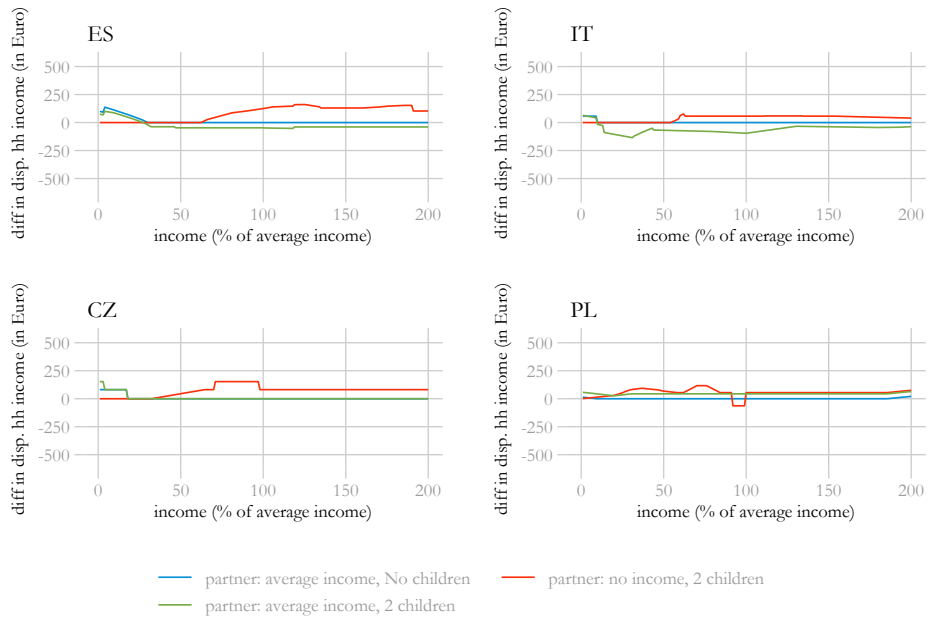 ES
diff in disp. hh income (in Euro)
500
250
0
-250
-500
0 50 100 150 200
income (% of average income)
IT
diff in disp. hh income (in Euro)
500
250
0
-250
-500
0 50 100 150 200
income (% of average income)
CZ
diff in disp. hh income (in Euro)
500
250
0
-250
-500
0 50 100 150 200
income (% of average income)
PL
diff in disp. hh income (in Euro)
500
250
0
-250
-500
0 50 100 150 200
income (% of average income)
partner: average income, No children
partner: no income, 2 children
partner: average income, 2 children